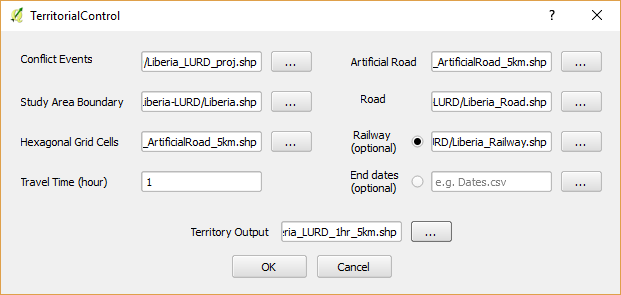 TerritorialControl
?
Conflict Events /Liberia_LURD_proj.shp ... Artificial Road _ArtificialRoad_5km.shp ...
Study Area Boundary iberia-LURD/Liberia.shp ... Road LURD/Liberia_Road.shp ...
Hexagonal Grid Cells _ArtificialRoad_5km.shp ... Railway (optional) IRD/Liberia_Railway.shp ...
Travel Time (hour) 1 End dates (optional) e.g. Dates.csv ...
Territory Output eria_LURD_1hr_5km.shp ...
OK Cancel